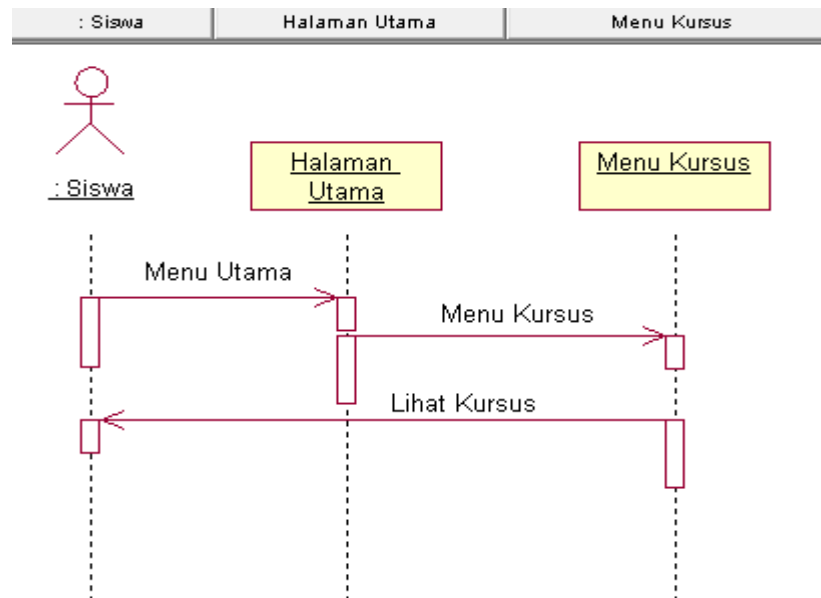 : Siswa
Halaman Utama
Menu Kursus
: Siswa
Halaman
Utama
Menu Kursus
Menu Utama
Menu Kursus
Lihat Kursus